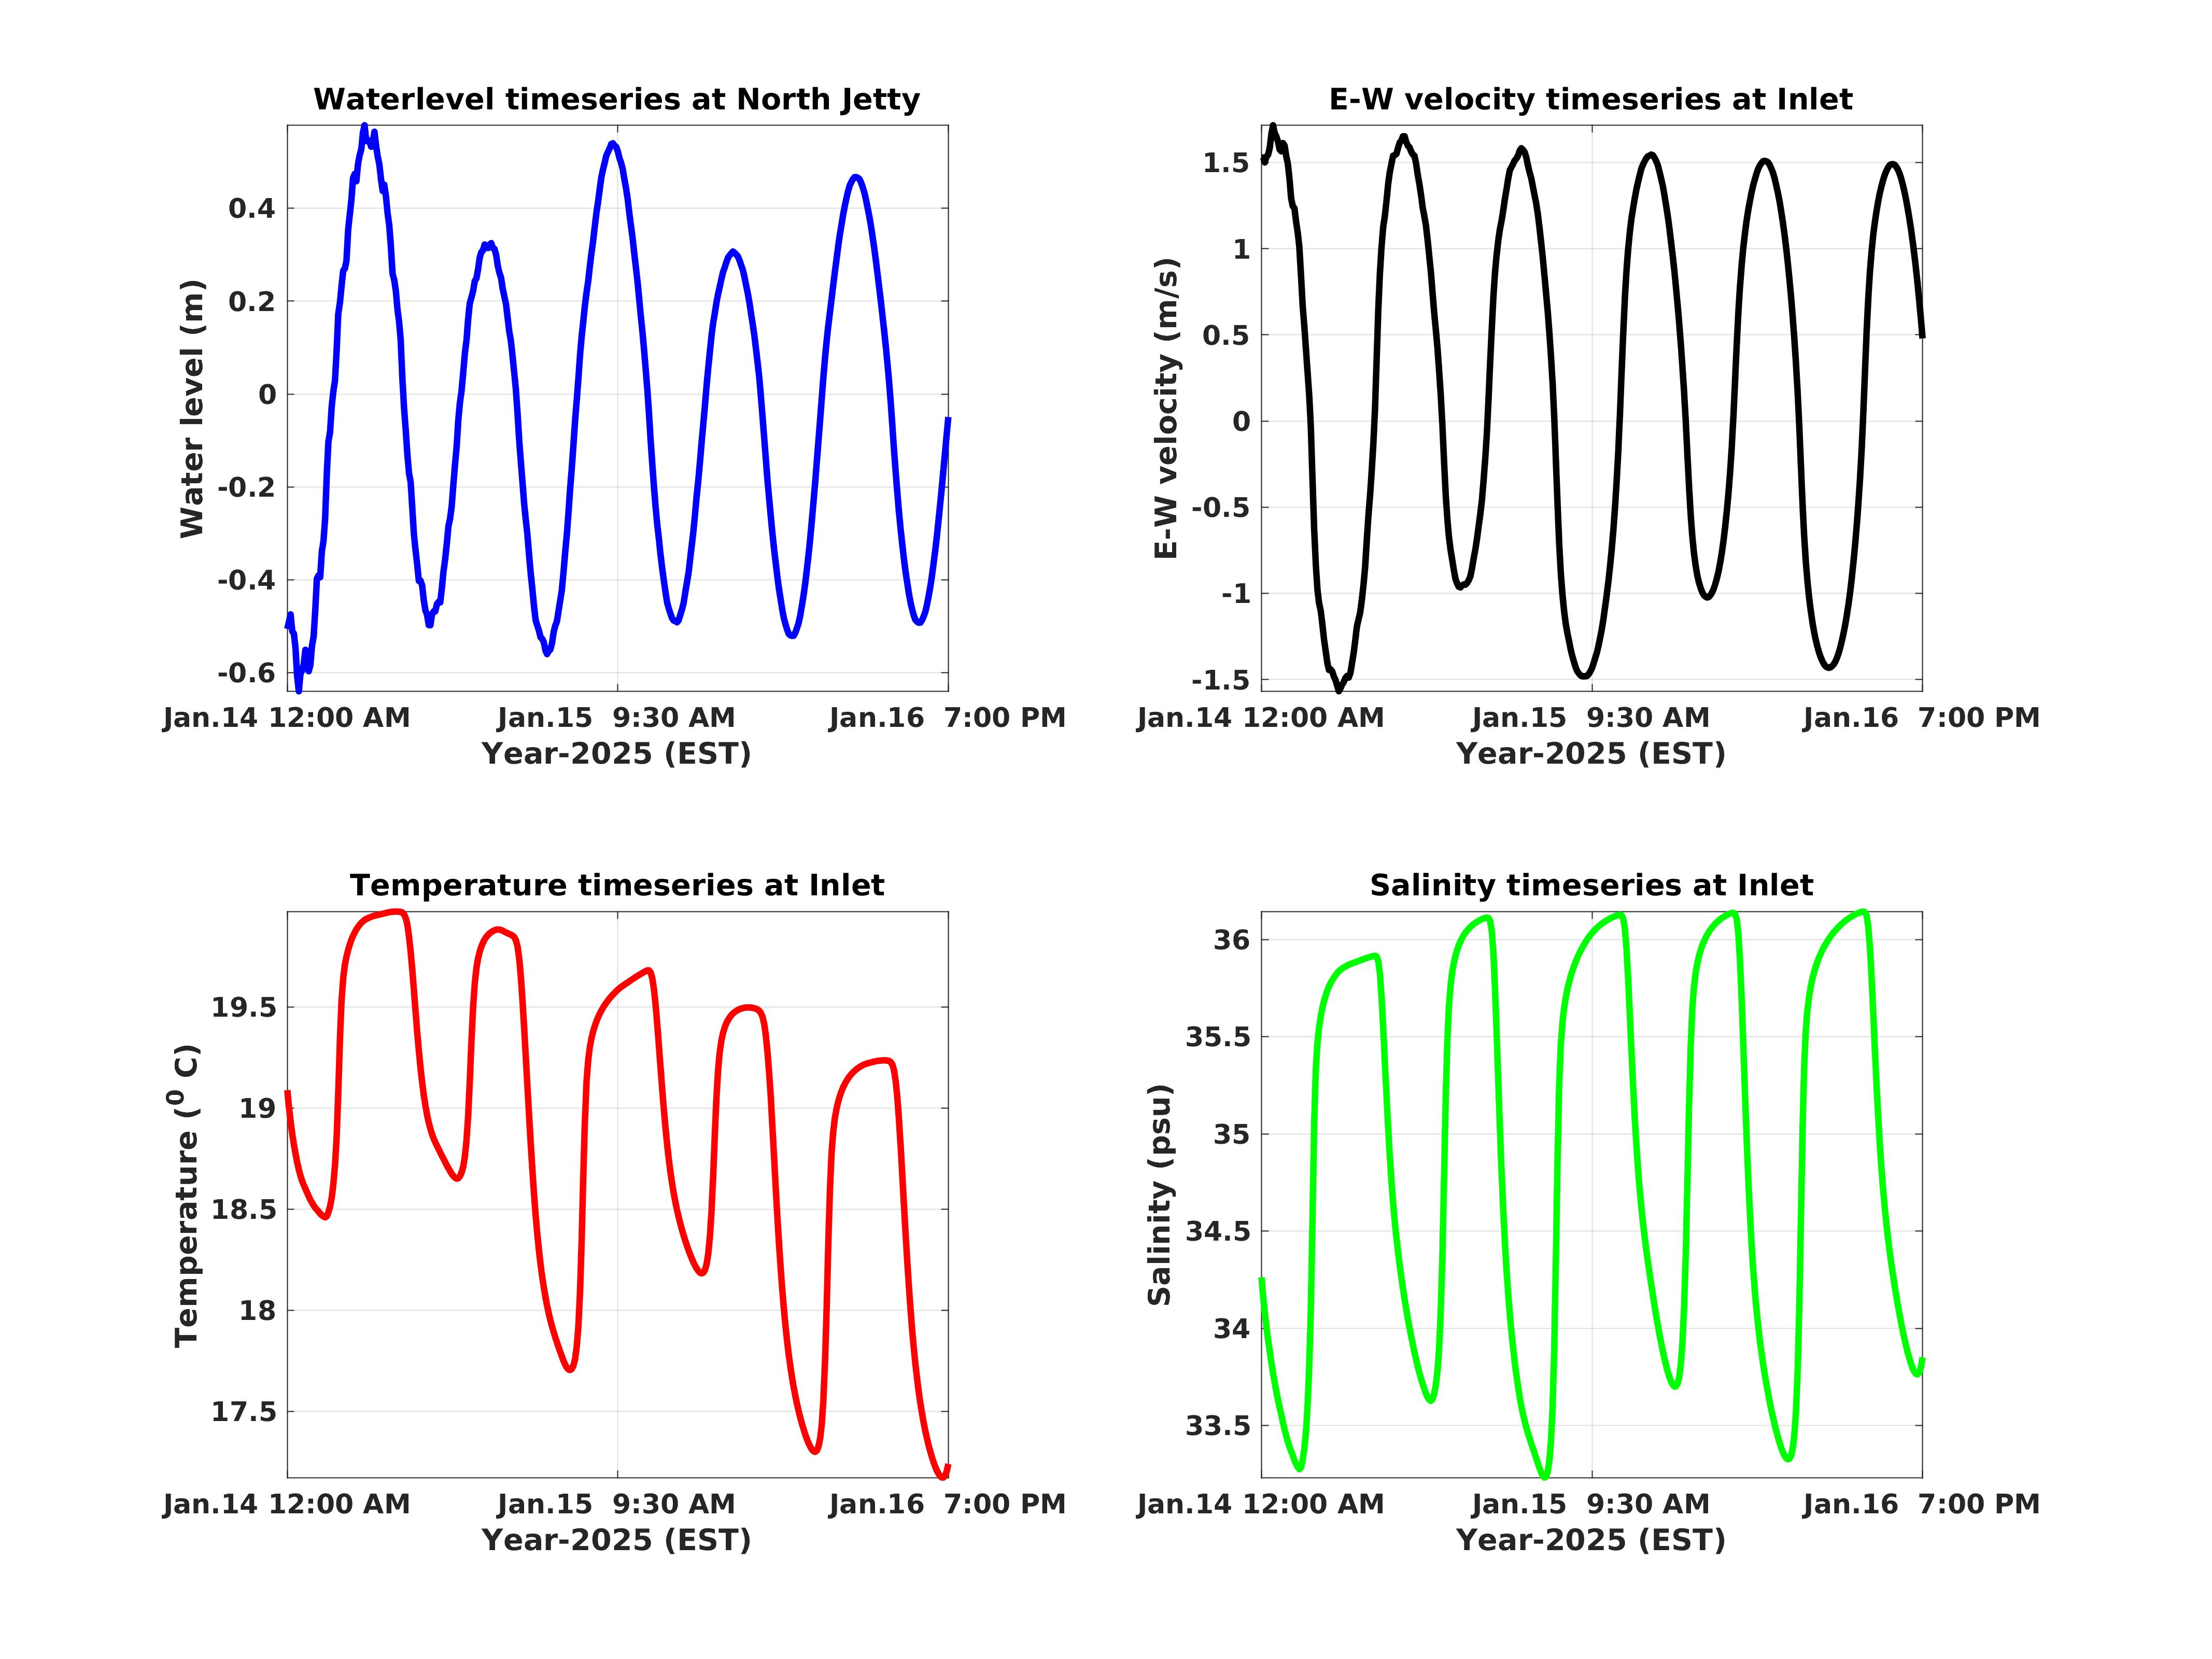 Waterlevel timeseries at North Jetty
0.4
0.2
0
-0.2
-0.4
-0.6
Water level (m)
Jan.14 12:00 AM
Jan.15  9:30 AM
Jan.16  7:00 PM
Year-2025 (EST)
E-W velocity timeseries at Inlet
1.5
1
0.5
0
-0.5
-1
-1.5
E-W velocity (m/s)
Jan.14 12:00 AM
Jan.15  9:30 AM
Jan.16  7:00 PM
Year-2025 (EST)
Temperature timeseries at Inlet
19.5
19
18.5
18
17.5
Temperature (⁰ C)
Jan.14 12:00 AM
Jan.15  9:30 AM
Jan.16  7:00 PM
Year-2025 (EST)
Salinity timeseries at Inlet
36
35.5
35
34.5
34
33.5
Salinity (psu)
Jan.14 12:00 AM
Jan.15  9:30 AM
Jan.16  7:00 PM
Year-2025 (EST)